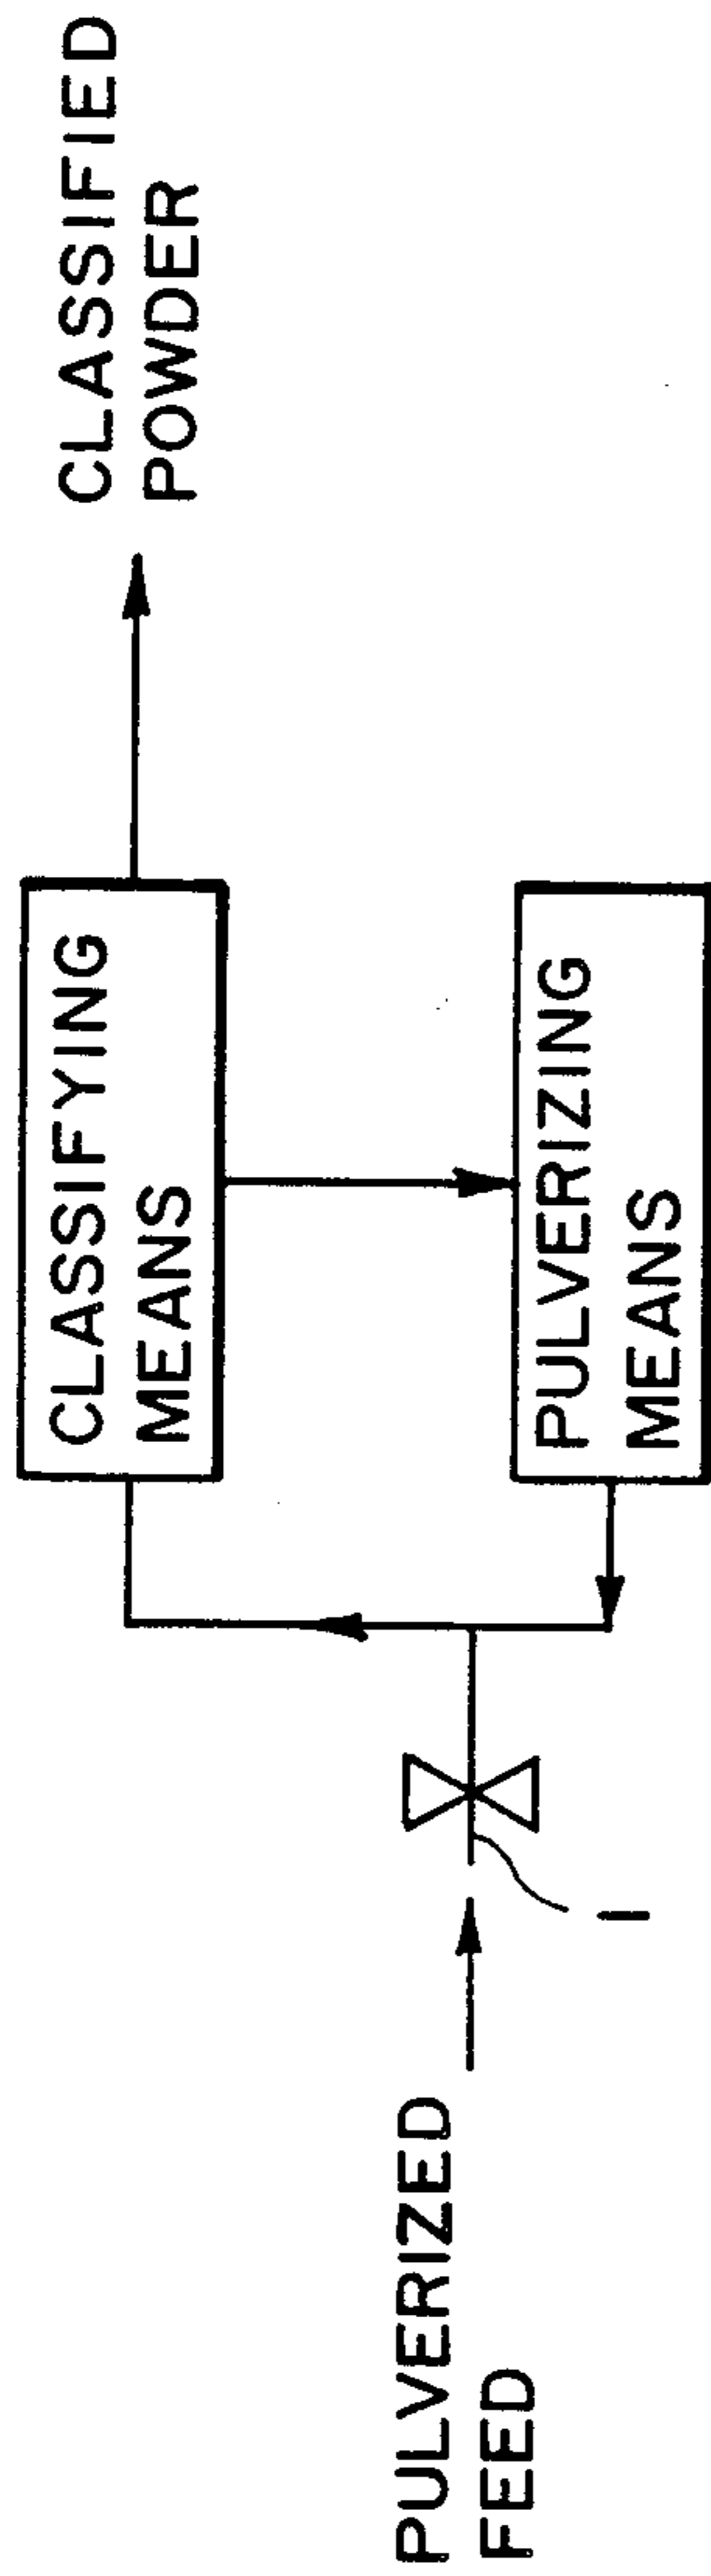 PULVERIZED
FEED
1
CLASSIFYING
MEANS
PULVERIZING
MEANS
CLASSIFIED
POWDER